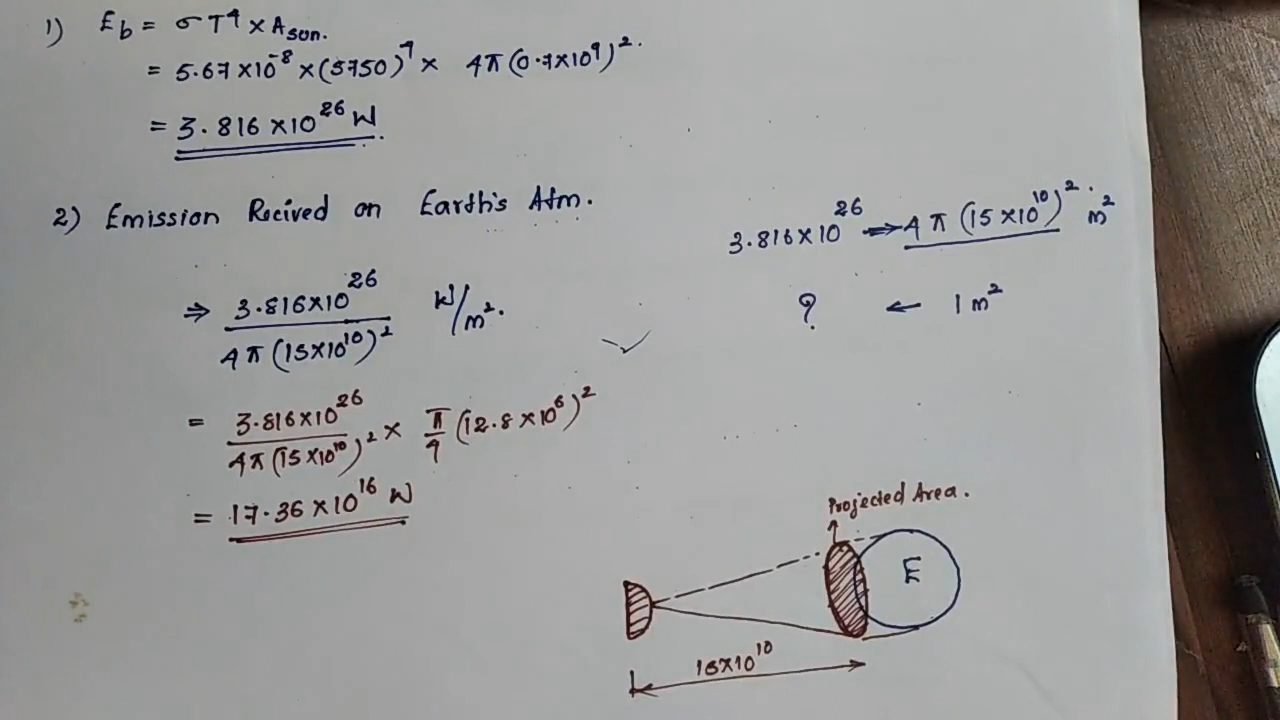 1) Eb = σ T⁴ × A sun.
= 5.67 × 10⁻⁸ × (5750)⁴ × 4π (0.7×10⁹)².
= 3.816 × 10²⁶ W.
2) Emission Recived on Earth's Atm.
3.816×10²⁶ ⇒ 4π (15×10¹⁰)². m²
? ← 1 m²
⇒ 3.816×10²⁶ / 4π (15×10¹⁰)² W/m².
= 3.816×10²⁶ / 4π (15×10¹⁰)² × π/4 (12.8×10⁶)²
= 17.36 × 10¹⁶ W
Projected Area.
E
15×10¹⁰